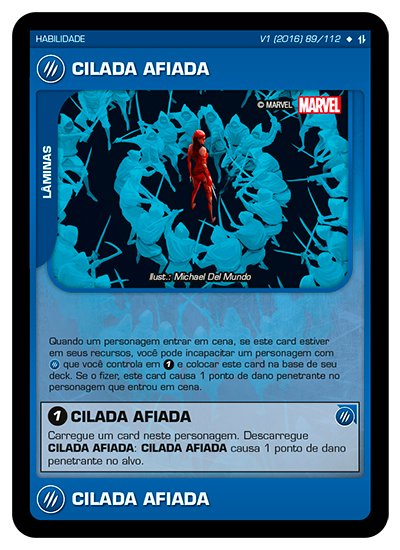 HABILIDADE
V1 (2016) 89/112
CILADA AFIADA
© MARVEL MARVEL
LÂMINAS
Ilust.: Michael Del Mundo
Quando um personagem entrar em cena, se este card estiver
em seus recursos, você pode incapacitar um personagem com
que você controla em 1 e colocar este card na base de seu
deck. Se o fizer, este card causa 1 ponto de dano penetrante no
personagem que entrou em cena.
1 CILADA AFIADA
Carregue um card neste personagem. Descarregue
CILADA AFIADA: CILADA AFIADA causa 1 ponto de dano
penetrante no alvo.
CILADA AFIADA